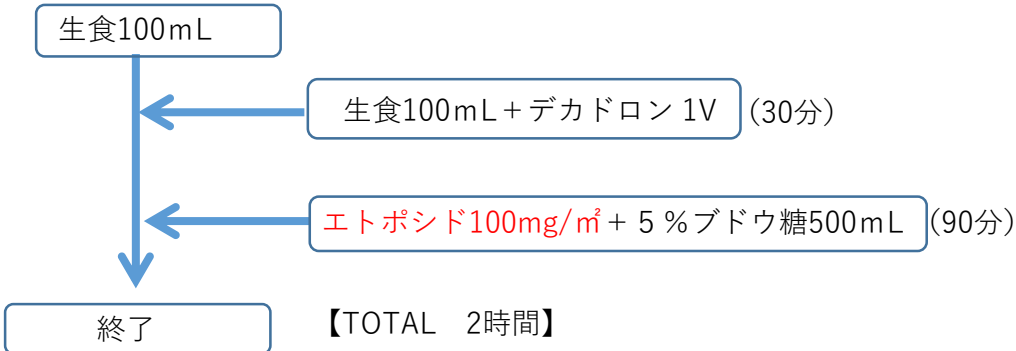 生食100mL
生食100mL+デカドロン 1V (30分)
エトポシド100mg/㎡+5%ブドウ糖500mL (90分)
終了 【TOTAL 2時間】